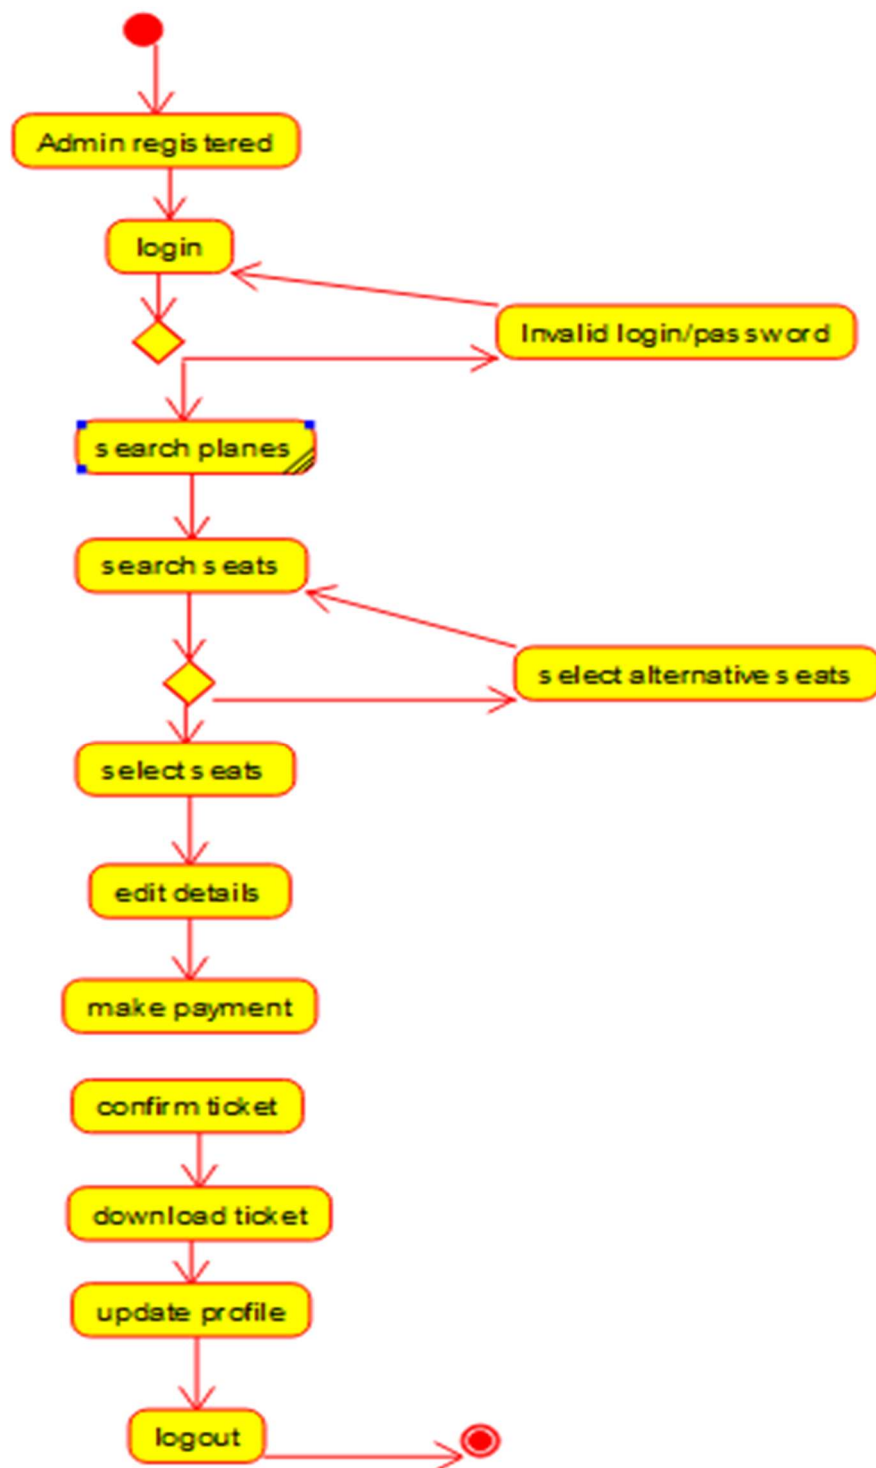 Admin registered
login
Invalid login/password
search planes
search seats
select alternative seats
select seats
edit details
make payment
confirm ticket
download ticket
update profile
logout